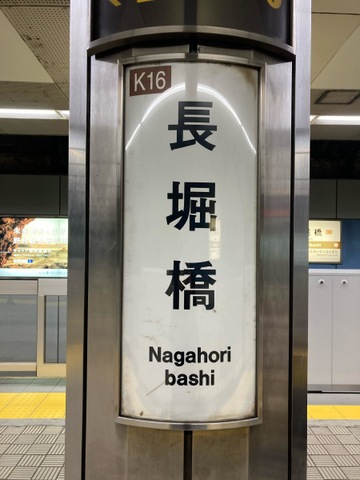 K16
長堀橋
Nagahori
bashi